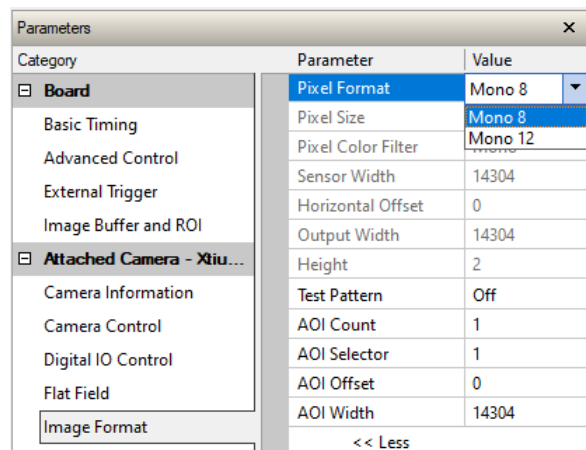 Parameters ×
Category Parameter Value
Board Pixel Format Mono 8
Basic Timing Pixel Size Mono 8
Mono 12
Advanced Control Pixel Color Filter
External Trigger Sensor Width 14304
Horizontal Offset 0
Image Buffer and ROI Output Width 14304
Attached Camera - Xtiu... Height 2
Camera Information Test Pattern Off
Camera Control AOI Count 1
Digital IO Control AOI Selector 1
Flat Field AOI Offset 0
Image Format AOI Width 14304
<< Less